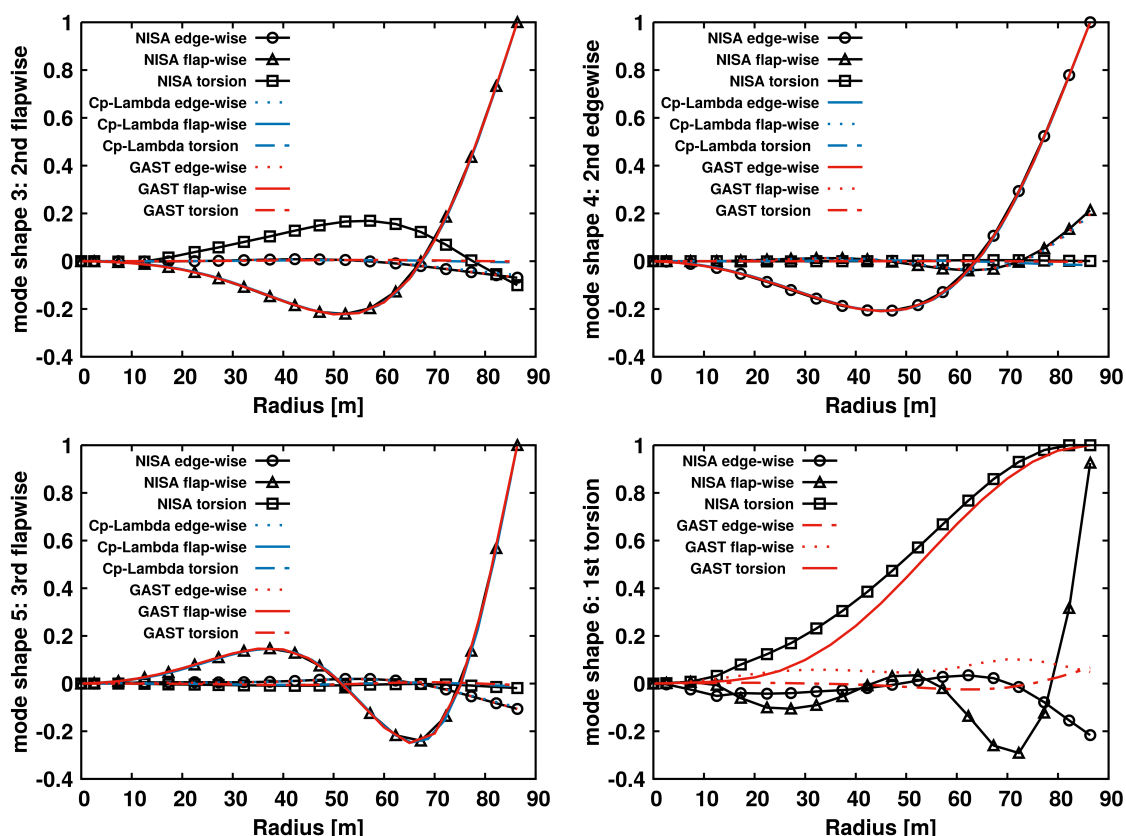 mode shape 3: 2nd flapwise
1
0.8
0.6
0.4
0.2
0
-0.2
-0.4
NISA edge-wise
NISA flap-wise
NISA torsion
Cp-Lambda edge-wise
Cp-Lambda flap-wise
Cp-Lambda torsion
GAST edge-wise
GAST flap-wise
GAST torsion
0 10 20 30 40 50 60 70 80 90
Radius [m]
mode shape 4: 2nd edgewise
1
0.8
0.6
0.4
0.2
0
-0.2
-0.4
NISA edge-wise
NISA flap-wise
NISA torsion
Cp-Lambda edge-wise
Cp-Lambda flap-wise
Cp-Lambda torsion
GAST edge-wise
GAST flap-wise
GAST torsion
0 10 20 30 40 50 60 70 80 90
Radius [m]
mode shape 5: 3rd flapwise
1
0.8
0.6
0.4
0.2
0
-0.2
-0.4
NISA edge-wise
NISA flap-wise
NISA torsion
Cp-Lambda edge-wise
Cp-Lambda flap-wise
Cp-Lambda torsion
GAST edge-wise
GAST flap-wise
GAST torsion
0 10 20 30 40 50 60 70 80 90
Radius [m]
mode shape 6: 1st torsion
1
0.8
0.6
0.4
0.2
0
-0.2
-0.4
NISA edge-wise
NISA flap-wise
NISA torsion
GAST edge-wise
GAST flap-wise
GAST torsion
0 10 20 30 40 50 60 70 80 90
Radius [m]